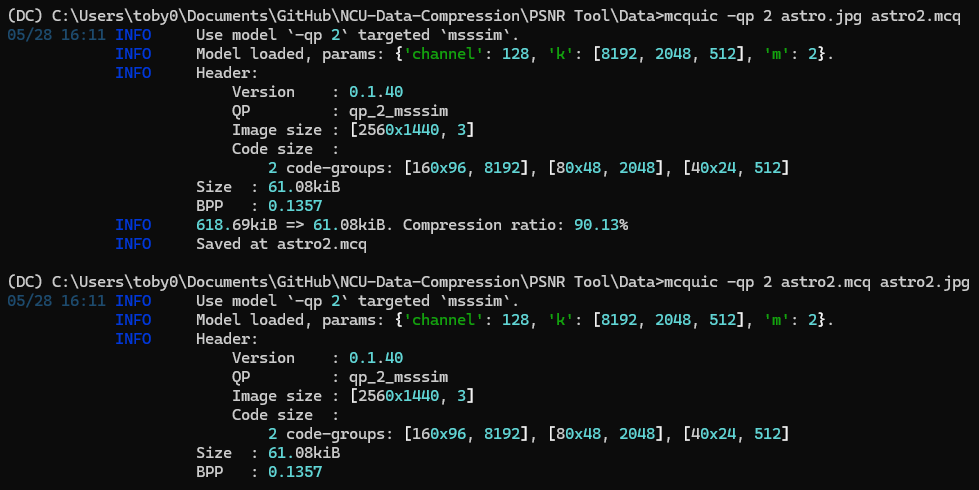 (DC) C:\Users\toby0\Documents\GitHub\NCU-Data-Compression\PSNR Tool\Data>mcquic -qp 2 astro.jpg astro2.mcq
05/28 16:11 INFO     Use model `-qp 2` targeted `msssim`.
            INFO     Model loaded, params: {'channel': 128, 'k': [8192, 2048, 512], 'm': 2}.
            INFO     Header:
                         Version    : 0.1.40
                         QP         : qp_2_msssim
                         Image size : [2560x1440, 3]
                         Code size  :
                             2 code-groups: [160x96, 8192], [80x48, 2048], [40x24, 512]
                     Size  : 61.08kiB
                     BPP   : 0.1357
            INFO     618.69kiB => 61.08kiB. Compression ratio: 90.13%
            INFO     Saved at astro2.mcq
(DC) C:\Users\toby0\Documents\GitHub\NCU-Data-Compression\PSNR Tool\Data>mcquic -qp 2 astro2.mcq astro2.jpg
05/28 16:11 INFO     Use model `-qp 2` targeted `msssim`.
            INFO     Model loaded, params: {'channel': 128, 'k': [8192, 2048, 512], 'm': 2}.
            INFO     Header:
                         Version    : 0.1.40
                         QP         : qp_2_msssim
                         Image size : [2560x1440, 3]
                         Code size  :
                             2 code-groups: [160x96, 8192], [80x48, 2048], [40x24, 512]
                     Size  : 61.08kiB
                     BPP   : 0.1357